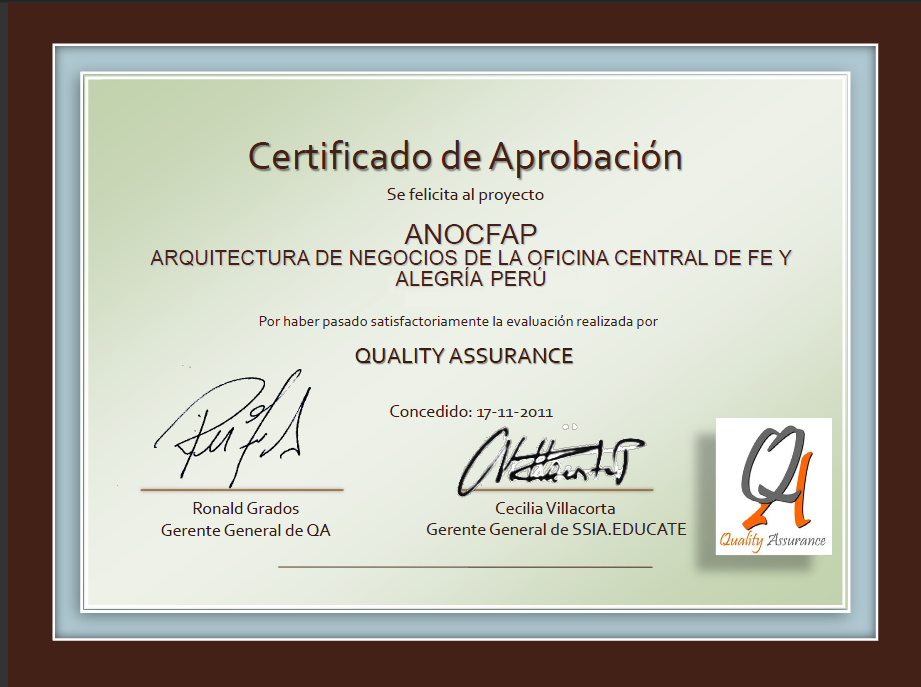 Certificado de Aprobación
Se felicita al proyecto
ANOCFAP
ARQUITECTURA DE NEGOCIOS DE LA OFICINA CENTRAL DE FE Y
ALEGRÍA PERÚ
Por haber pasado satisfactoriamente la evaluación realizada por
QUALITY ASSURANCE
Concedido: 17-11-2011
Ronald Grados
Gerente General de QA
Cecilia Villacorta
Gerente General de SSIA.EDUCATE
QA
Quality Assurance